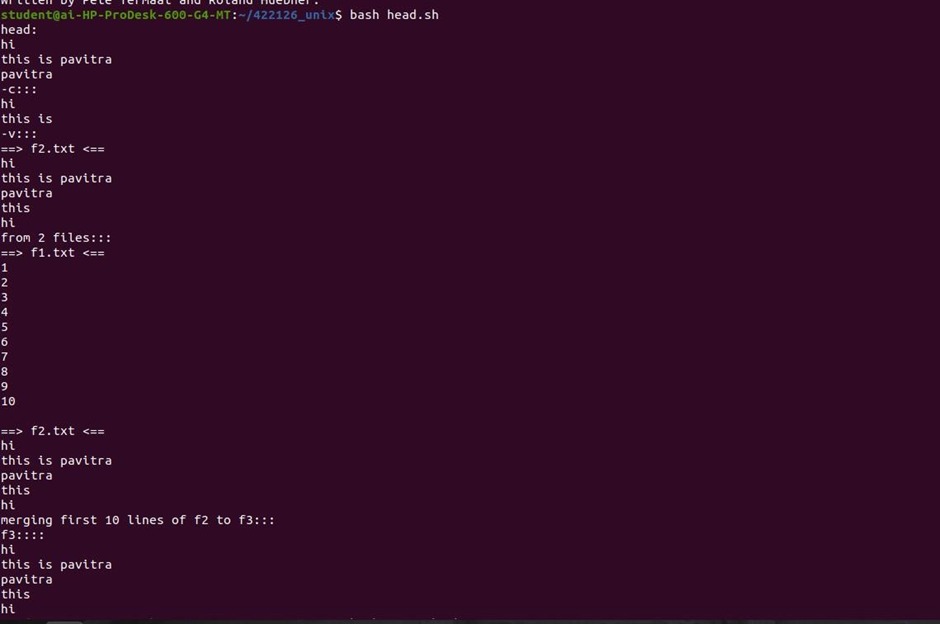 Written by Pete TerMaat and Roland Huebner.
student@ai-HP-ProDesk-600-G4-MT:~/422126_unix$ bash head.sh
head:
hi
this is pavitra
pavitra
-c:::
hi
this is
-v:::
==> f2.txt <==
hi
this is pavitra
pavitra
this
hi
from 2 files:::
==> f1.txt <==
1
2
3
4
5
6
7
8
9
10
==> f2.txt <==
hi
this is pavitra
pavitra
this
hi
merging first 10 lines of f2 to f3:::
f3::::
hi
this is pavitra
pavitra
this
hi